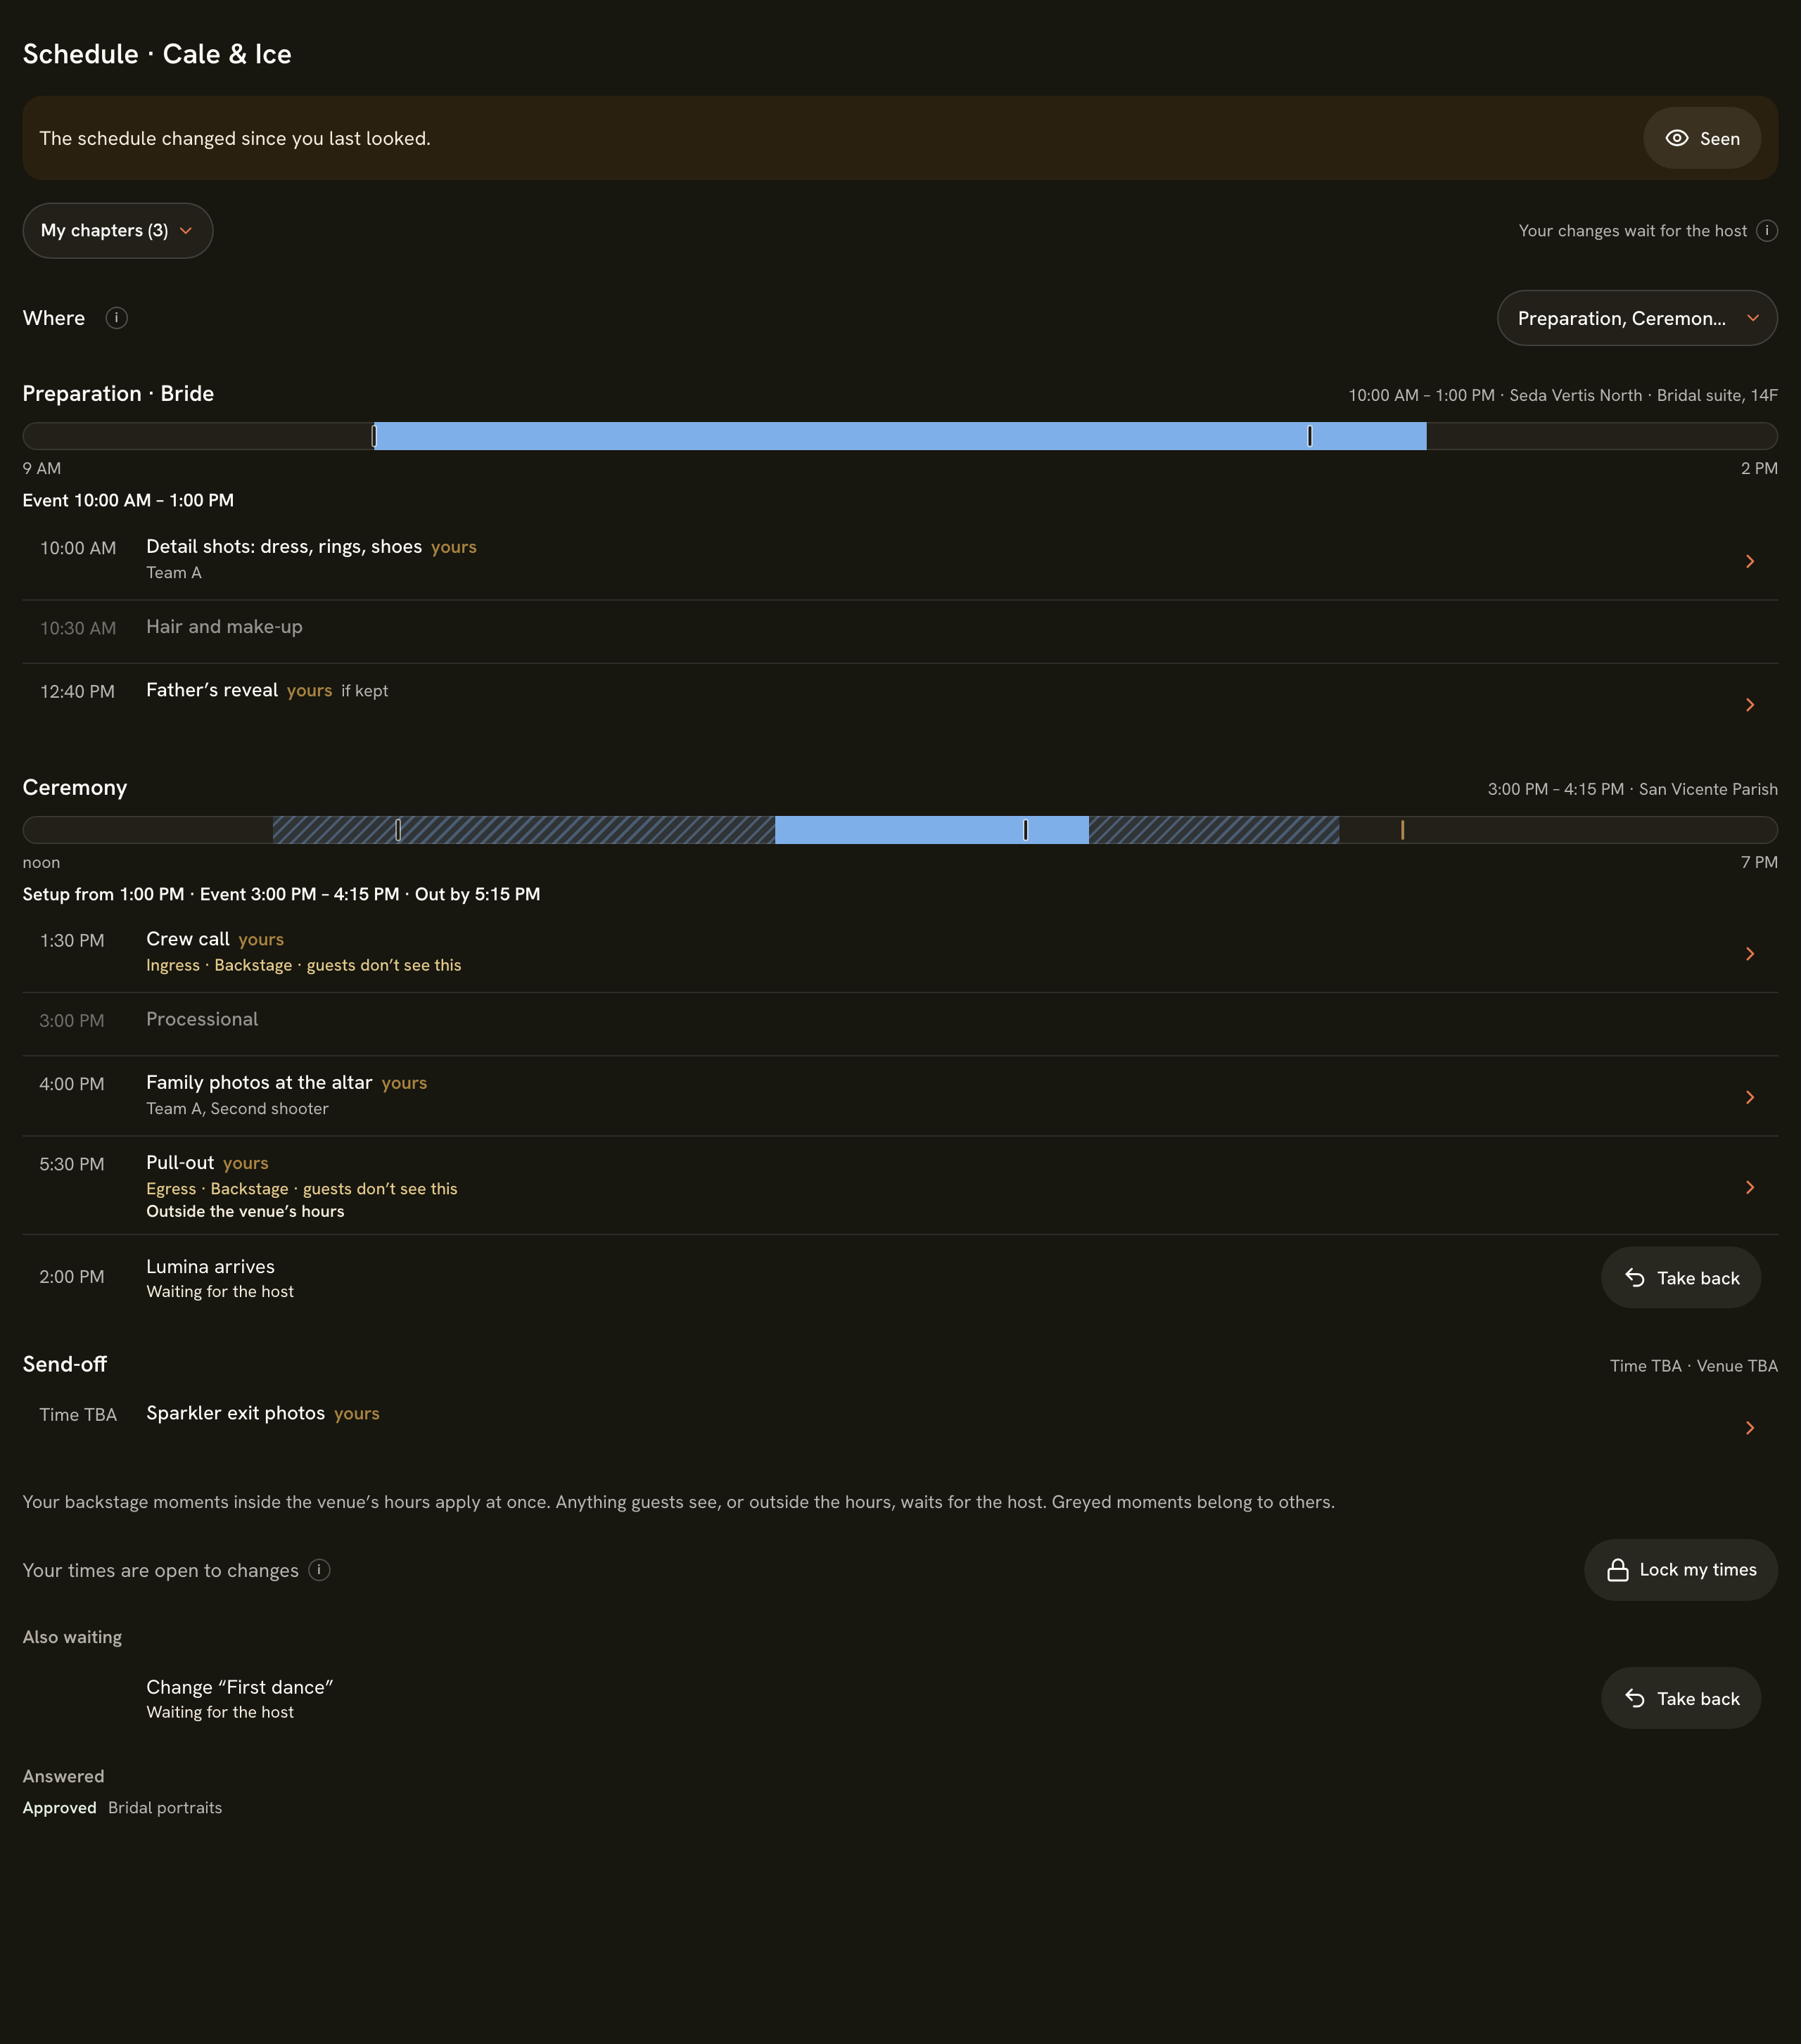 Schedule · Cale & Ice
The schedule changed since you last looked.
Seen
My chapters (3)
Your changes wait for the host
Where
Preparation, Ceremon...
Preparation · Bride
10:00 AM – 1:00 PM · Seda Vertis North · Bridal suite, 14F
9 AM
2 PM
Event 10:00 AM – 1:00 PM
10:00 AM
Detail shots: dress, rings, shoes yours
Team A
10:30 AM
Hair and make-up
12:40 PM
Father’s reveal yours if kept
Ceremony
3:00 PM – 4:15 PM · San Vicente Parish
noon
7 PM
Setup from 1:00 PM · Event 3:00 PM – 4:15 PM · Out by 5:15 PM
1:30 PM
Crew call yours
Ingress · Backstage · guests don’t see this
3:00 PM
Processional
4:00 PM
Family photos at the altar yours
Team A, Second shooter
5:30 PM
Pull-out yours
Egress · Backstage · guests don’t see this
Outside the venue’s hours
2:00 PM
Lumina arrives
Waiting for the host
Take back
Send-off
Time TBA · Venue TBA
Time TBA
Sparkler exit photos yours
Your backstage moments inside the venue’s hours apply at once. Anything guests see, or outside the hours, waits for the host. Greyed moments belong to others.
Your times are open to changes
Lock my times
Also waiting
Change “First dance”
Waiting for the host
Take back
Answered
Approved Bridal portraits